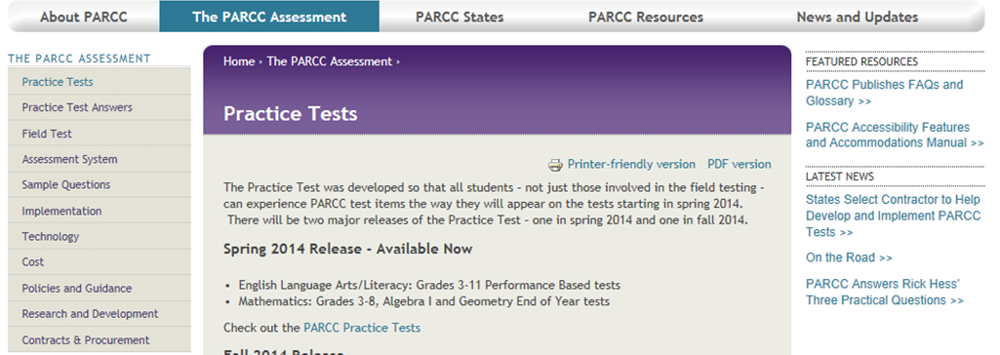 About PARCC
The PARCC Assessment
PARCC States
PARCC Resources
News and Updates
THE PARCC ASSESSMENT
Practice Tests
Practice Test Answers
Field Test
Assessment System
Sample Questions
Implementation
Technology
Cost
Policies and Guidance
Research and Development
Contracts & Procurement
Home › The PARCC Assessment ›
Practice Tests
Printer-friendly version PDF version
The Practice Test was developed so that all students - not just those involved in the field testing -
can experience PARCC test items the way they will appear on the tests starting in spring 2014.
There will be two major releases of the Practice Test - one in spring 2014 and one in fall 2014.
Spring 2014 Release - Available Now
• English Language Arts/Literacy: Grades 3-11 Performance Based tests
• Mathematics: Grades 3-8, Algebra I and Geometry End of Year tests
Check out the PARCC Practice Tests
Fall 2014 Release
FEATURED RESOURCES
PARCC Publishes FAQs and
Glossary >>
PARCC Accessibility Features
and Accommodations Manual >>
LATEST NEWS
States Select Contractor to Help
Develop and Implement PARCC
Tests >>
On the Road >>
PARCC Answers Rick Hess'
Three Practical Questions >>